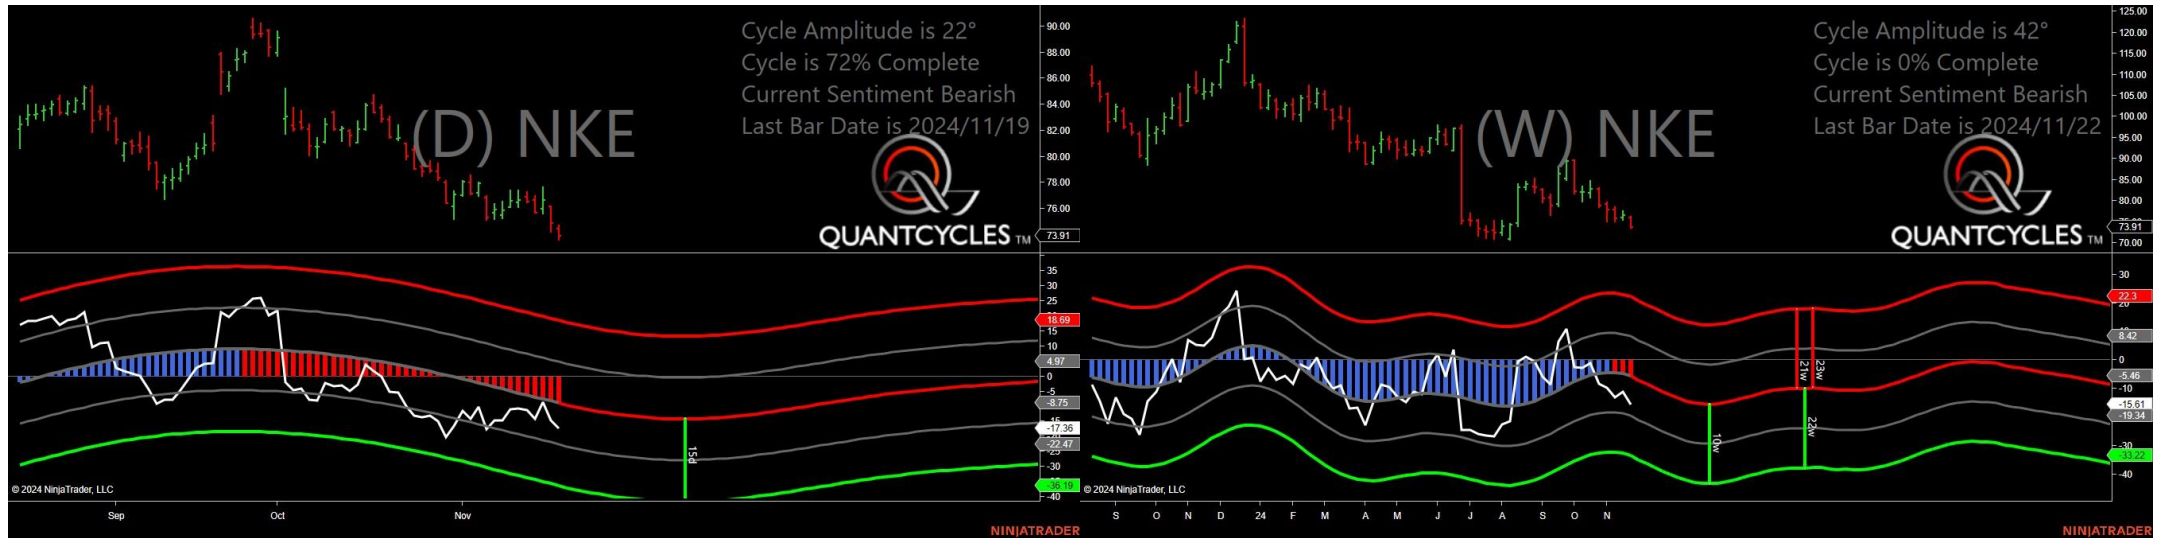 Cycle Amplitude is 22°
Cycle is 72% Complete
Current Sentiment Bearish
Last Bar Date is 2024/11/19
(D) NKE
QUANTCYCLES TM
90.00
88.00
86.00
84.00
82.00
80.00
78.00
76.00
73.91
35
30
25
18.69
15
10
4.97
0
-5
-8.75
-15
-17.36
-22.47
-25
-30
-36.19
-40
15d
© 2024 NinjaTrader, LLC
Sep Oct Nov
NINJATRADER
Cycle Amplitude is 42°
Cycle is 0% Complete
Current Sentiment Bearish
Last Bar Date is 2024/11/22
(W) NKE
QUANTCYCLES TM
125.00
120.00
115.00
110.00
105.00
100.00
95.00
90.00
85.00
80.00
75.00
73.91
70.00
30
22.3
20
8.42
0
-5.46
-10
-15.61
-19.34
-30
-33.22
-40
10w
21w
23w
22w
© 2024 NinjaTrader, LLC
S O N D 24 F M A M J J A S O N
NINJATRADER